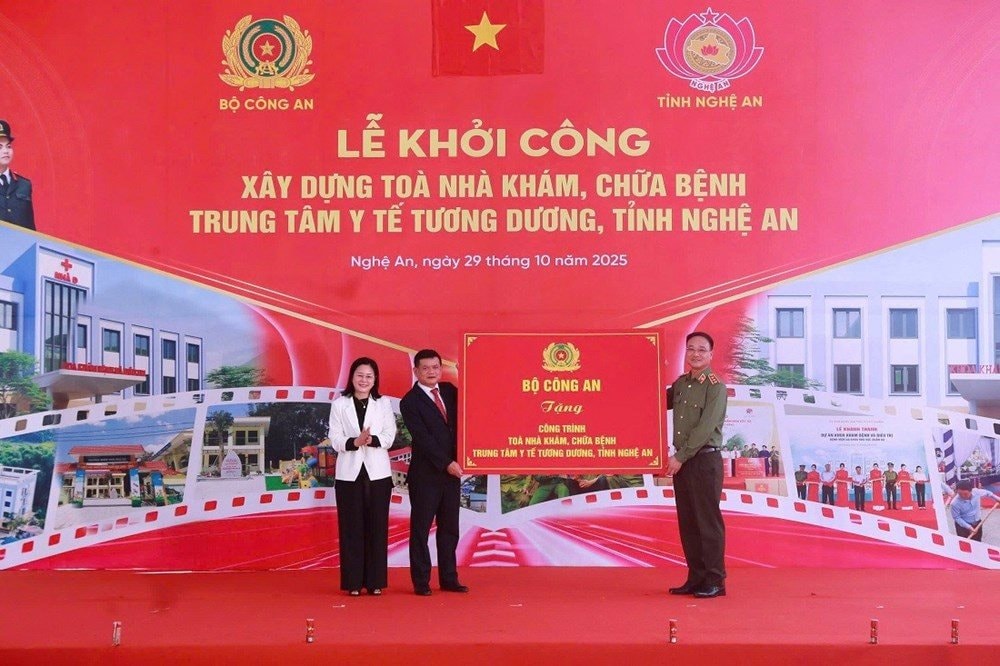 BỘ CÔNG AN
NGHỆ AN
TỈNH NGHỆ AN
LỄ KHỞI CÔNG
XÂY DỰNG TOÀ NHÀ KHÁM, CHỮA BỆNH
TRUNG TÂM Y TẾ TƯƠNG DƯƠNG, TỈNH NGHỆ AN
Nghệ An, ngày 29 tháng 10 năm 2025
BỘ CÔNG AN
Tặng
CÔNG TRÌNH
TOÀ NHÀ KHÁM, CHỮA BỆNH
TRUNG TÂM Y TẾ TƯƠNG DƯƠNG, TỈNH NGHỆ AN
LỄ KHÁNH THÀNH